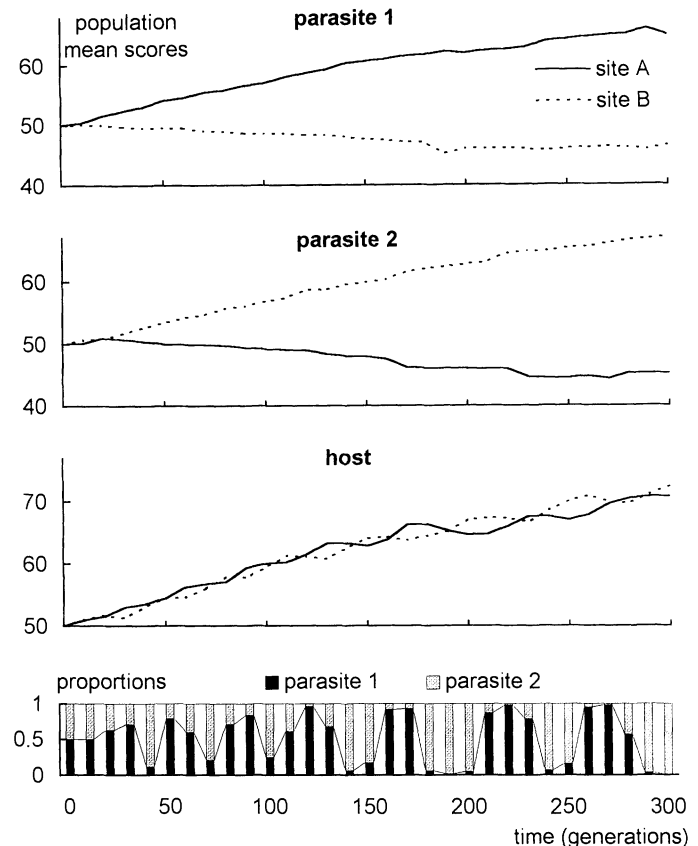 parasite 1
population
mean scores
site A
site B
60
50
40
parasite 2
60
50
40
host
70
60
50
proportions
parasite 1
parasite 2
1
0.5
0
0 50 100 150 200 250 300
time (generations)